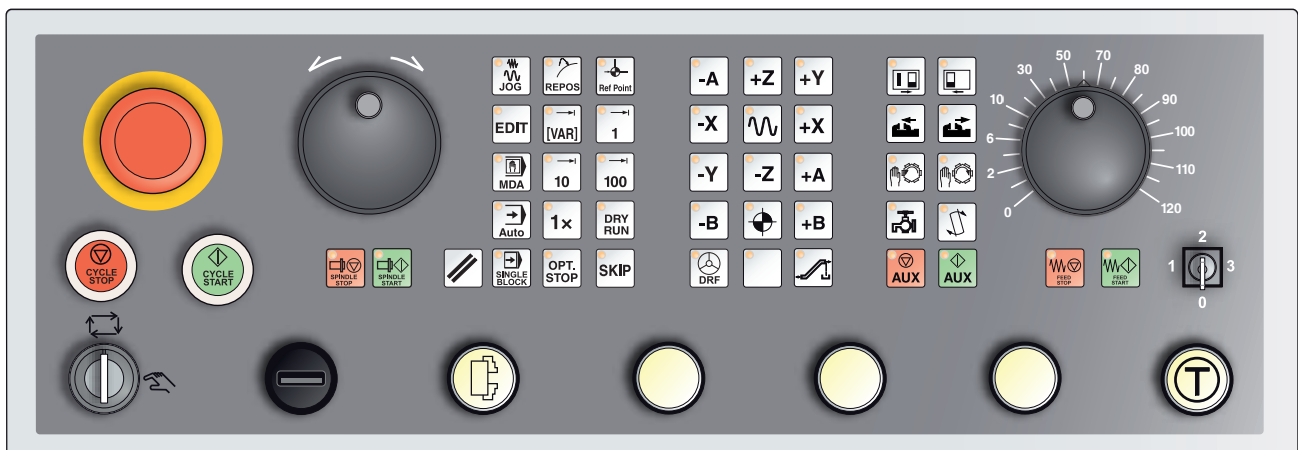 JOG
REPOS
Ref Point
EDIT
[VAR]
1
MDA
10
100
Auto
1×
DRY
RUN
SINGLE
BLOCK
OPT.
STOP
SKIP
-A
+Z
+Y
-X
+X
-Y
-Z
+A
-B
+B
DRF
AUX
AUX
0
2
6
10
30
50
70
80
90
100
110
120
CYCLE
STOP
CYCLE
START
SPINDLE
STOP
SPINDLE
START
FEED
STOP
FEED
START
2
1
3
0
T